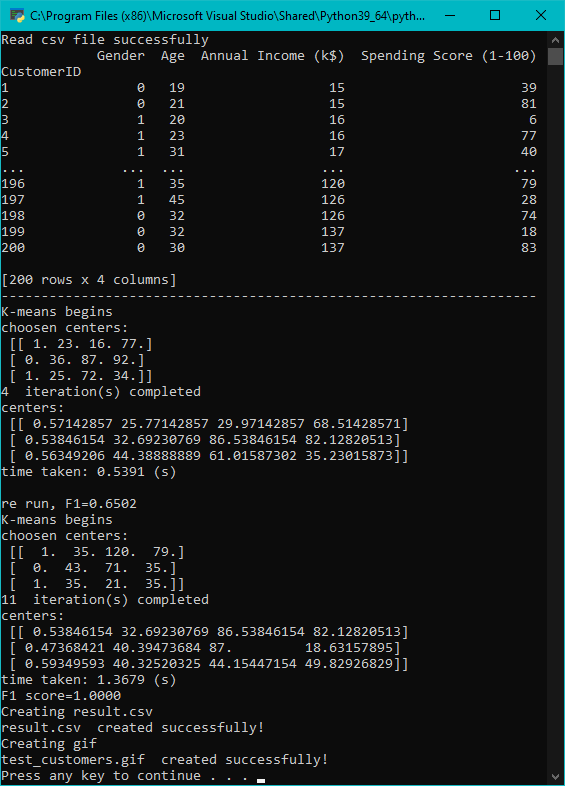 C:\Program Files (x86)\Microsoft Visual Studio\Shared\Python39_64\pyth...
Read csv file successfully
            Gender  Age  Annual Income (k$)  Spending Score (1-100)
CustomerID
1                0   19                  15                      39
2                0   21                  15                      81
3                1   20                  16                       6
4                1   23                  16                      77
5                1   31                  17                      40
...            ...  ...                 ...                     ...
196              1   35                 120                      79
197              1   45                 126                      28
198              0   32                 126                      74
199              0   32                 137                      18
200              0   30                 137                      83
[200 rows x 4 columns]
-------------------------------------------------------------------
K-means begins
choosen centers:
 [[ 1. 23. 16. 77.]
 [ 0. 36. 87. 92.]
 [ 1. 25. 72. 34.]]
4  iteration(s) completed
centers:
 [[ 0.57142857 25.77142857 29.97142857 68.51428571]
 [ 0.53846154 32.69230769 86.53846154 82.12820513]
 [ 0.56349206 44.38888889 61.01587302 35.23015873]]
time taken: 0.5391 (s)
re run, F1=0.6502
K-means begins
choosen centers:
 [[  1.  35. 120.  79.]
 [  0.  43.  71.  35.]
 [  1.  35.  21.  35.]]
11  iteration(s) completed
centers:
 [[ 0.53846154 32.69230769 86.53846154 82.12820513]
 [ 0.47368421 40.39473684 87.         18.63157895]
 [ 0.59349593 40.32520325 44.15447154 49.82926829]]
time taken: 1.3679 (s)
F1 score=1.0000
Creating result.csv
result.csv  created successfully!
Creating gif
test_customers.gif  created successfully!
Press any key to continue . . .